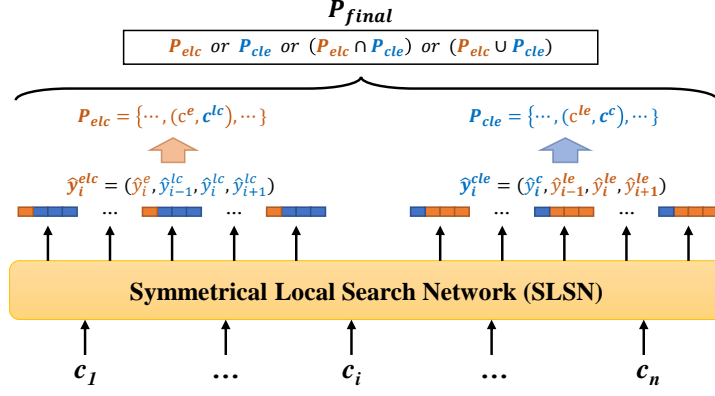 P_final
P_elc or P_cle or (P_elc ∩ P_cle) or (P_elc ∪ P_cle)
P_elc = {⋯, (c^e, c^lc), ⋯} P_cle = {⋯, (c^le, c^c), ⋯}
ŷ_i^elc = (ŷ_i^e, ŷ_{i-1}^lc, ŷ_i^lc, ŷ_{i+1}^lc) ŷ_i^cle = (ŷ_i^c, ŷ_{i-1}^le, ŷ_i^le, ŷ_{i+1}^le)
... ... ... ...
Symmetrical Local Search Network (SLSN)
c_1 ... c_i ... c_n